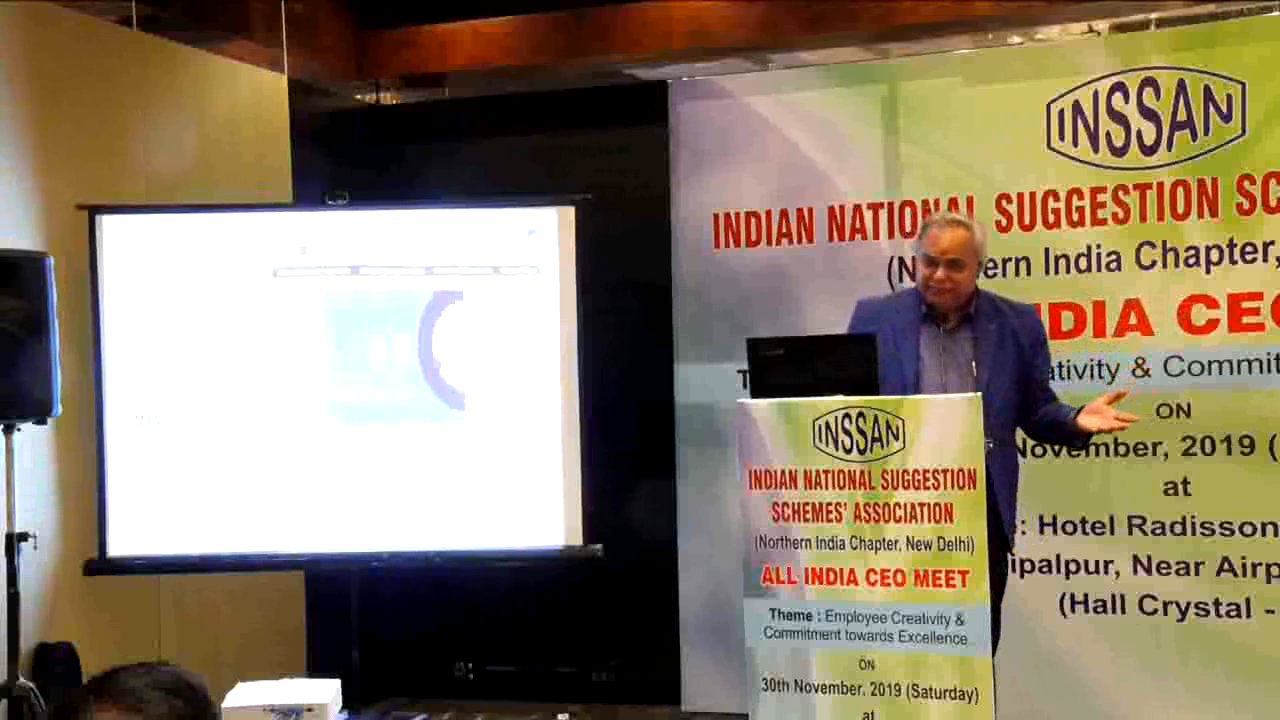 INSSAN
INDIAN NATIONAL SUGGESTION SC
(N ern India Chapter,
INDIA CEO
T ativity & Commit
ON
November, 2019 (
at
: Hotel Radisson
ipalpur, Near Airp
(Hall Crystal -
INSSAN
INDIAN NATIONAL SUGGESTION
SCHEMES' ASSOCIATION
(Northern India Chapter, New Delhi)
ALL INDIA CEO MEET
Theme : Employee Creativity &
Commitment towards Excellence
ON
30th November, 2019 (Saturday)
at